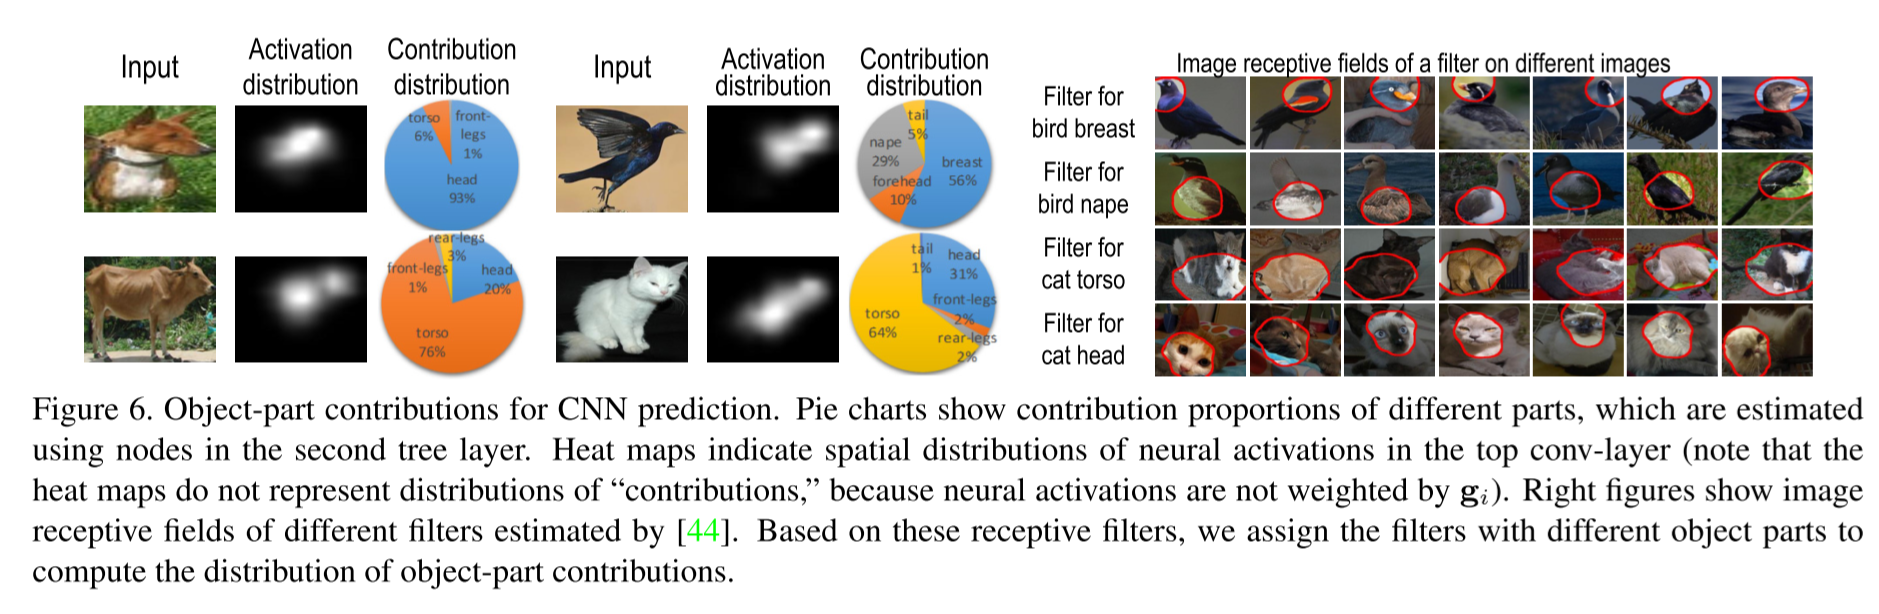 Input
Activation
distribution
Contribution
distribution
Input
Activation
distribution
Contribution
distribution
Image receptive fields of a filter on different images
torso
6%
front-
legs
1%
head
93%
tail
5%
nape
29%
breast
56%
forehead
10%
rear-legs
3%
front-legs
1%
head
20%
torso
76%
tail
1%
head
31%
front-legs
2%
torso
64%
rear-legs
2%
Filter for
bird breast
Filter for
bird nape
Filter for
cat torso
Filter for
cat head
Figure 6. Object-part contributions for CNN prediction. Pie charts show contribution proportions of different parts, which are estimated
using nodes in the second tree layer. Heat maps indicate spatial distributions of neural activations in the top conv-layer (note that the
heat maps do not represent distributions of “contributions,” because neural activations are not weighted by gᵢ). Right figures show image
receptive fields of different filters estimated by [44]. Based on these receptive filters, we assign the filters with different object parts to
compute the distribution of object-part contributions.